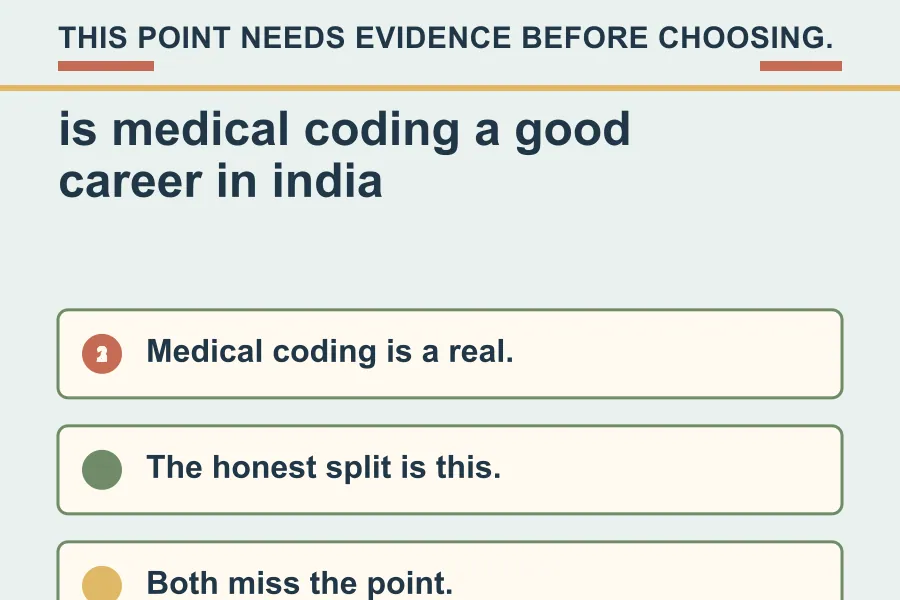 THIS POINT NEEDS EVIDENCE BEFORE CHOOSING.
is medical coding a good
career in india
Medical coding is a real.
The honest split is this.
Both miss the point.